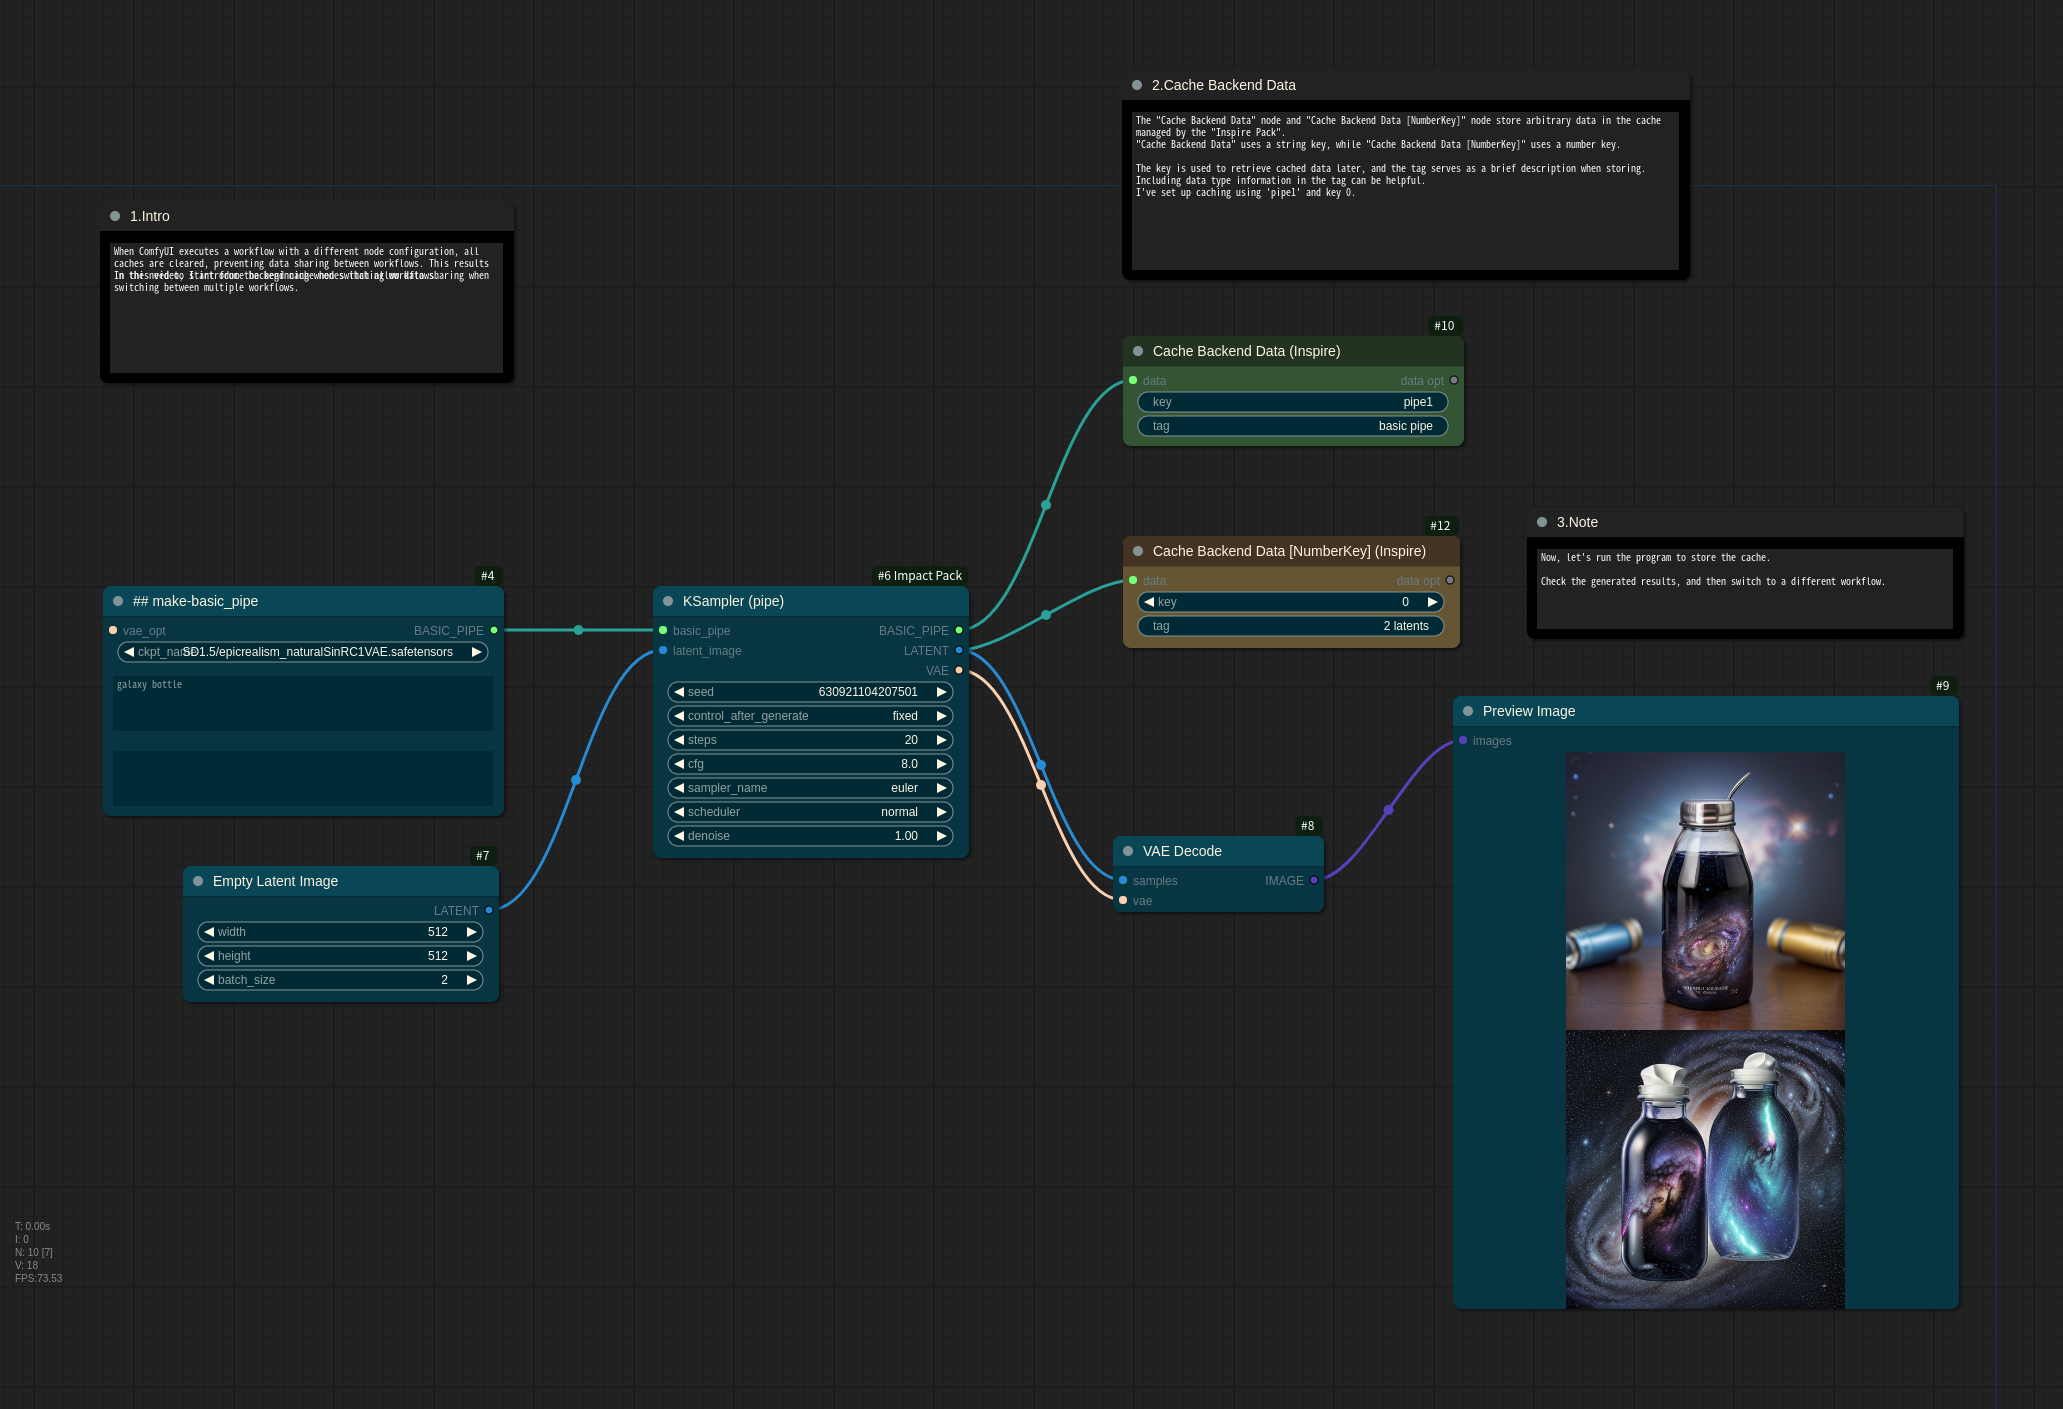 2.Cache Backend Data
The "Cache Backend Data" node and "Cache Backend Data [NumberKey]" node store arbitrary data in the cache
managed by the "Inspire Pack".
"Cache Backend Data" uses a string key, while "Cache Backend Data [NumberKey]" uses a number key.
The key is used to retrieve cached data later, and the tag serves as a brief description when storing.
Including data type information in the tag can be helpful.
I've set up caching using 'pipe1' and key 0.
1.Intro
When ComfyUI executes a workflow with a different node configuration, all
caches are cleared, preventing data sharing between workflows. This results
sharing when
switching between multiple workflows.
#10
Cache Backend Data (Inspire)
data data opt
key pipe1
tag basic pipe
#12
Cache Backend Data [NumberKey] (Inspire)
data data opt
key 0
tag 2 latents
3.Note
Now, let's run the program to store the cache.
Check the generated results, and then switch to a different workflow.
#4
## make-basic_pipe
vae_opt BASIC_PIPE
SD1.5/epicrealism_naturalSinRC1VAE.safetensors
galaxy bottle
#6 Impact Pack
KSampler (pipe)
basic_pipe BASIC_PIPE
latent_image LATENT
VAE
seed 630921104207501
control_after_generate fixed
steps 20
cfg 8.0
sampler_name euler
scheduler normal
denoise 1.00
#7
Empty Latent Image
LATENT
width 512
height 512
batch_size 2
#8
VAE Decode
samples IMAGE
vae
#9
Preview Image
images
T: 0.00s
I: 0
N: 10 [7]
V: 18
FPS:73.53